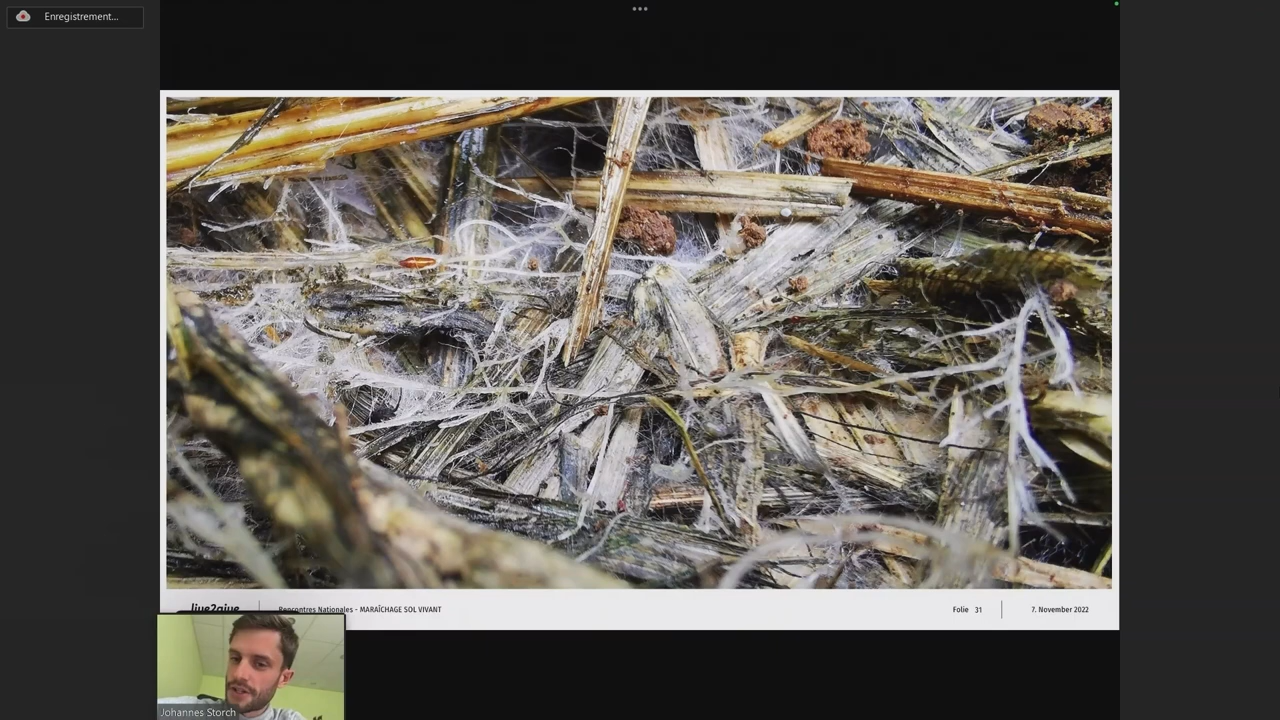 Enregistrement...
live2give
Rencontres Nationales - MARAÎCHAGE SOL VIVANT
Folie 31
7. November 2022
Johannes Storch